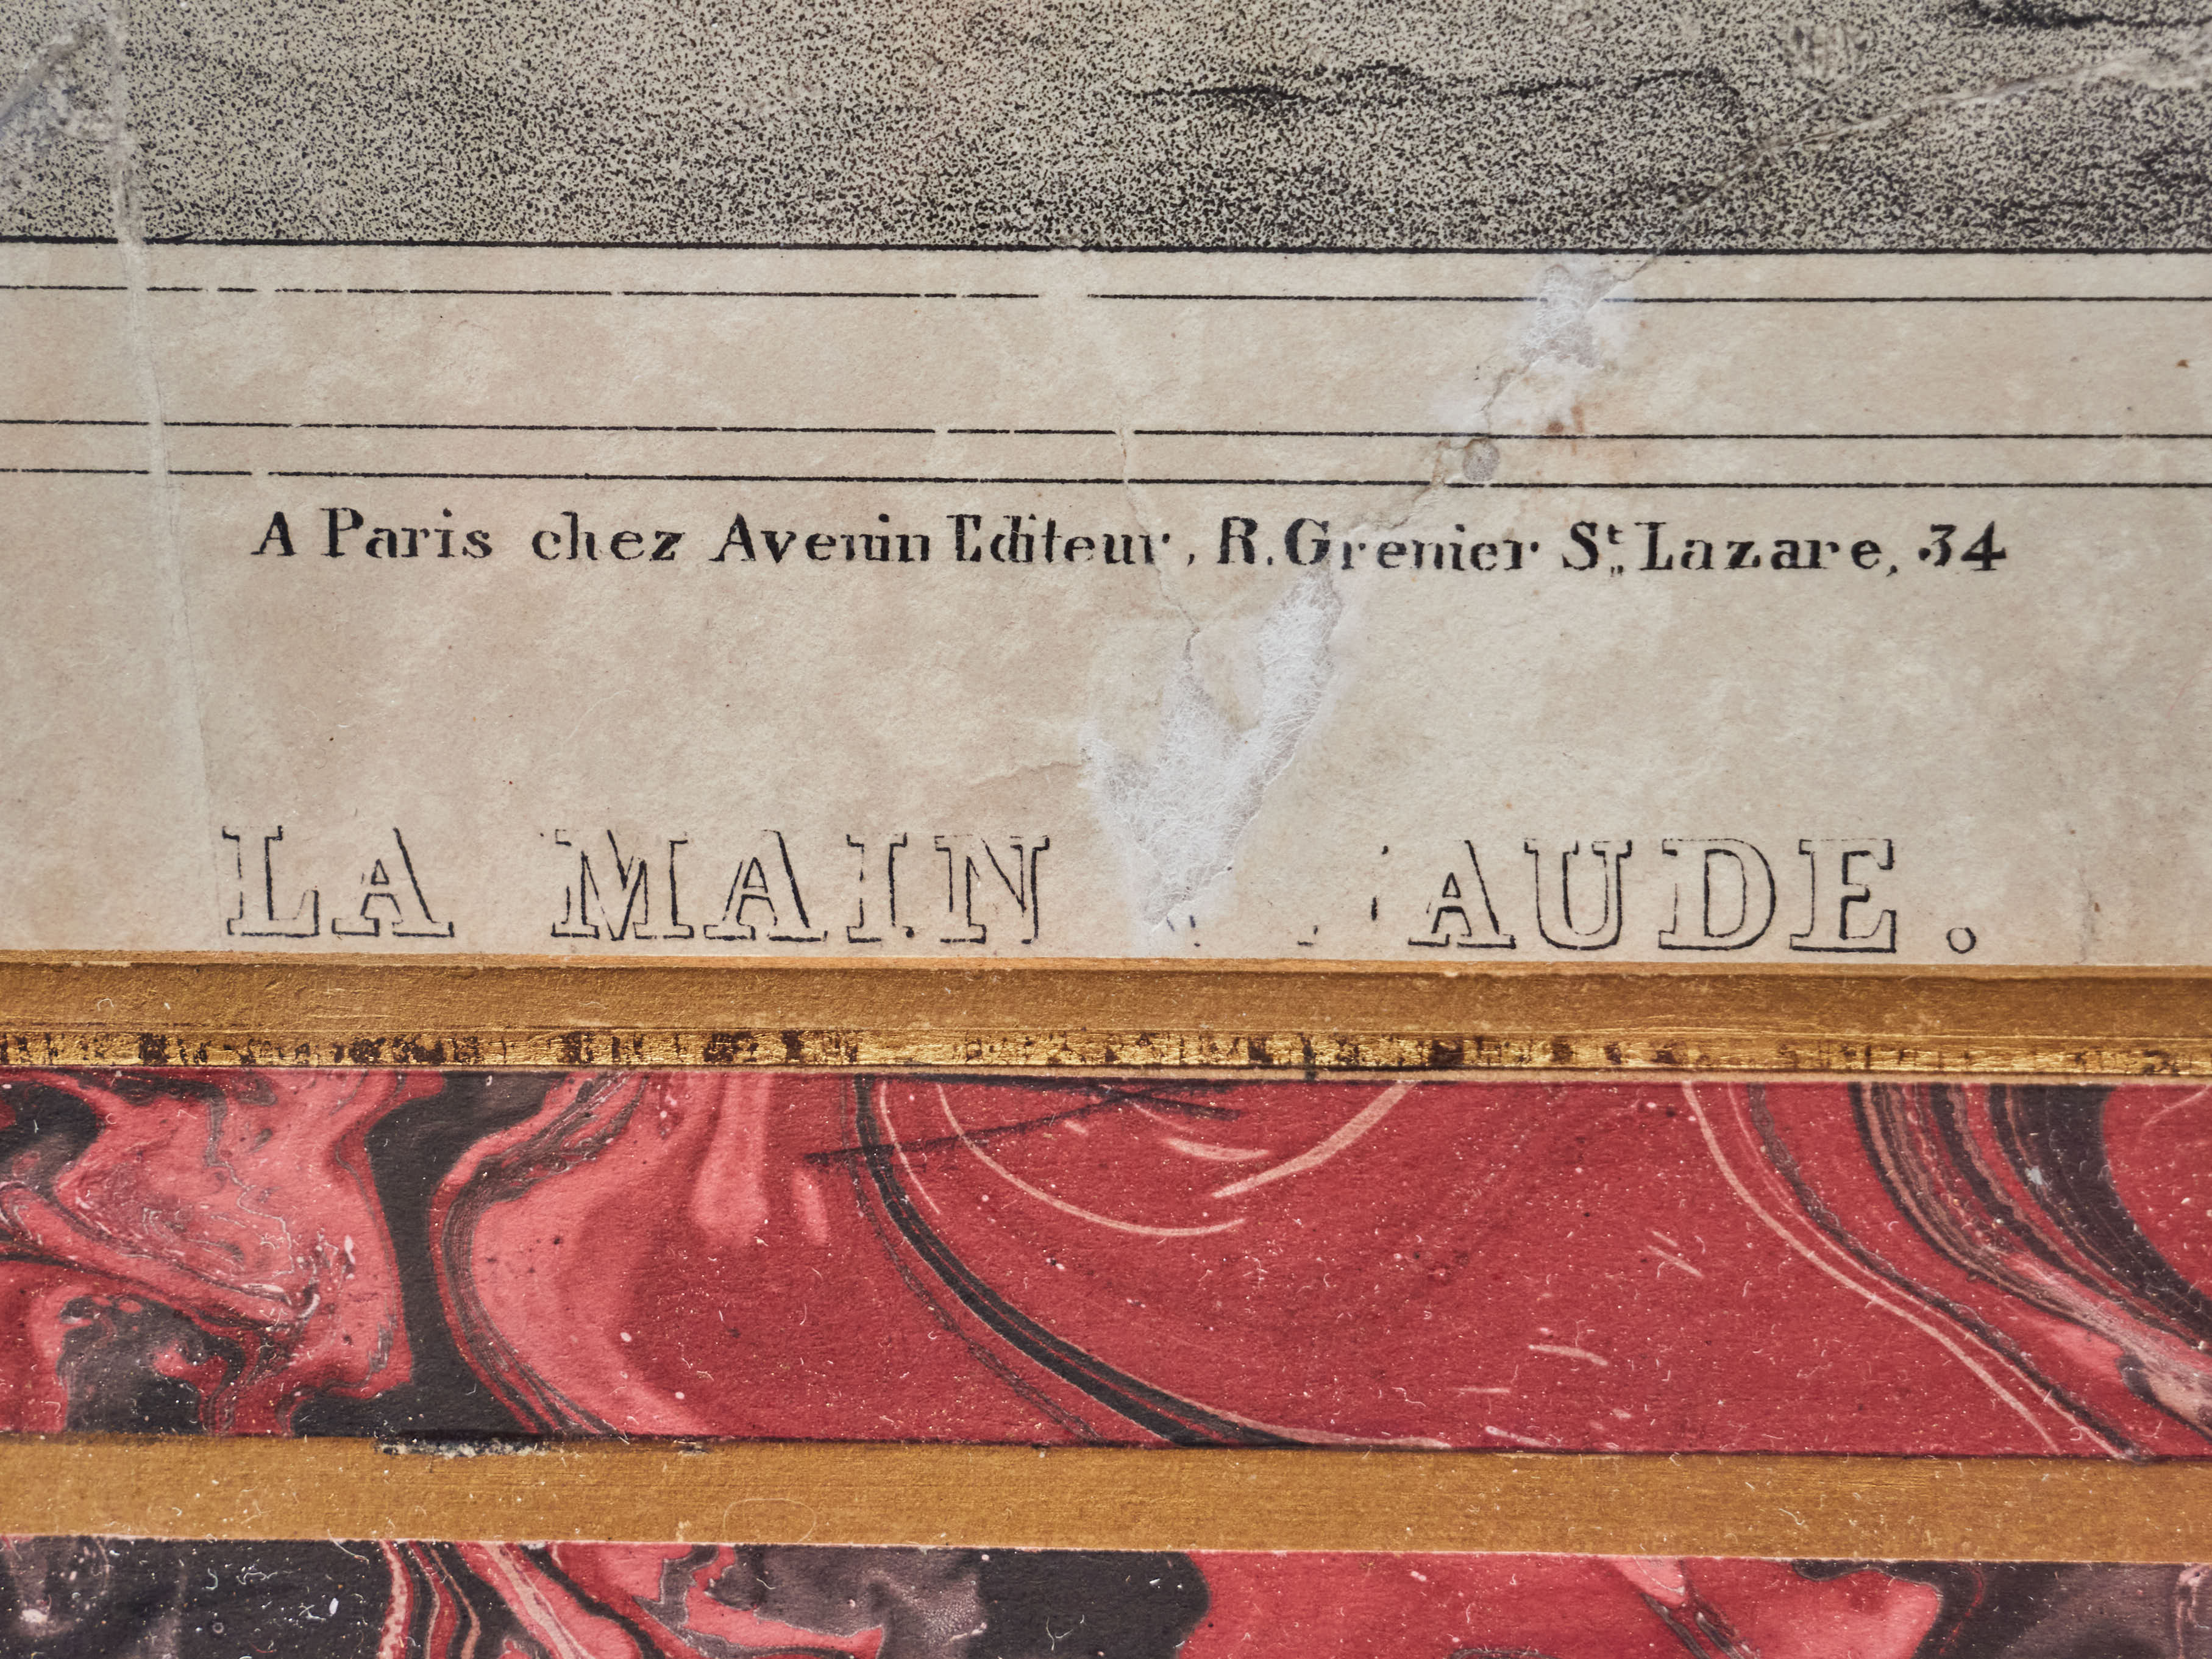 A Paris chez Avenin Editeur, R. Grenier St. Lazare, 34
LA MAIN AUDE.